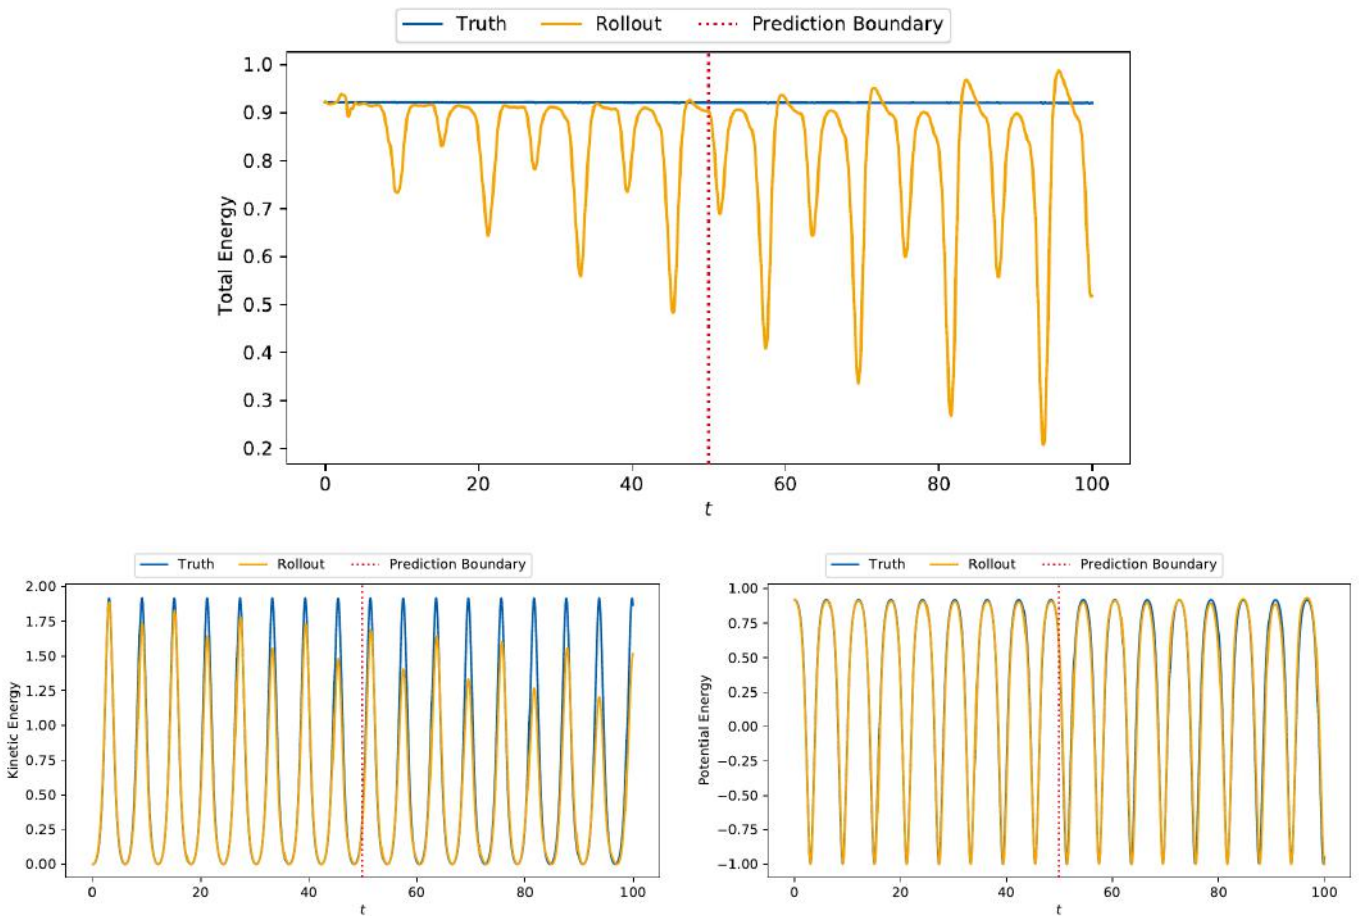 Truth Rollout Prediction Boundary
1.0
0.9
0.8
0.7
0.6
0.5
0.4
0.3
0.2
Total Energy
0 20 40 60 80 100
t
Truth Rollout Prediction Boundary
2.00
1.75
1.50
1.25
1.00
0.75
0.50
0.25
0.00
Kinetic Energy
0 20 40 60 80 100
t
Truth Rollout Prediction Boundary
1.00
0.75
0.50
0.25
0.00
−0.25
−0.50
−0.75
−1.00
Potential Energy
0 20 40 60 80 100
t